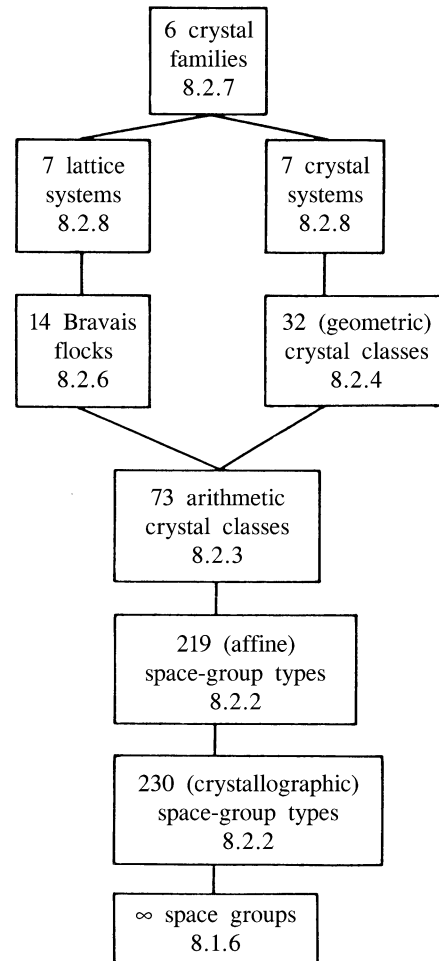 6 crystal
families
8.2.7
7 lattice
systems
8.2.8
7 crystal
systems
8.2.8
14 Bravais
flocks
8.2.6
32 (geometric)
crystal classes
8.2.4
73 arithmetic
crystal classes
8.2.3
219 (affine)
space-group types
8.2.2
230 (crystallographic)
space-group types
8.2.2
∞ space groups
8.1.6